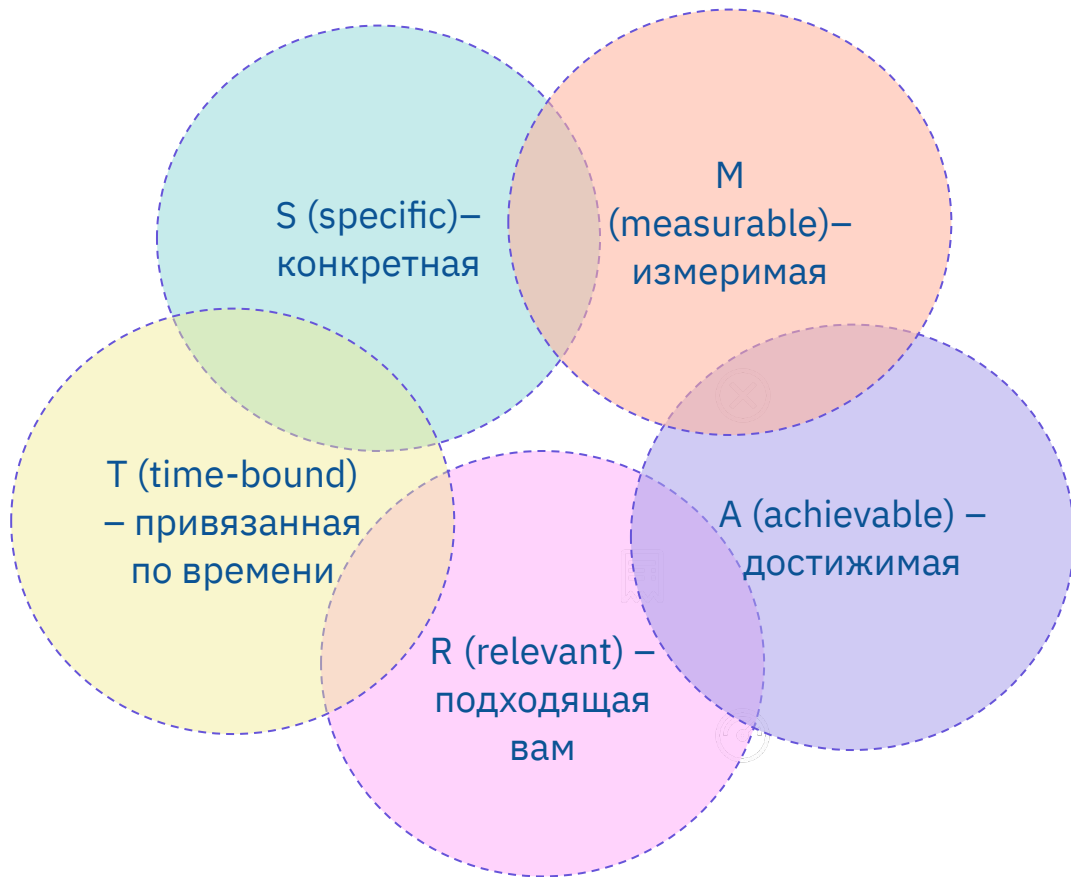 S (specific)–
конкретная
M
(measurable)–
измеримая
A (achievable) –
достижимая
R (relevant) –
подходящая
вам
T (time-bound)
– привязанная
по времени